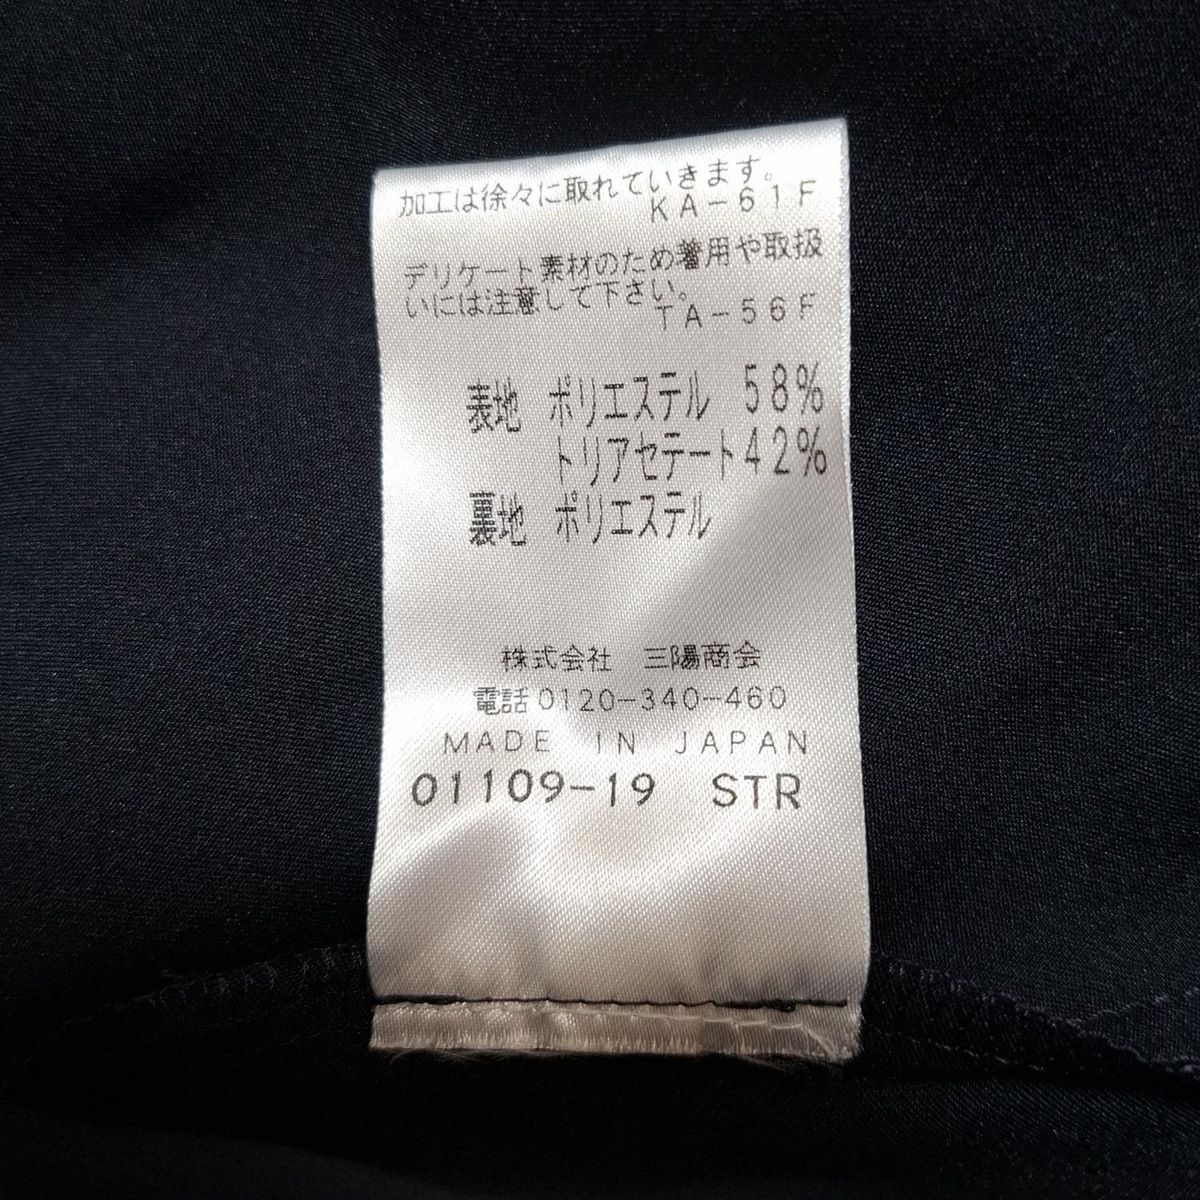 加工は徐々に取れていきます。
KA-61F
デリケート素材のため着用や取扱
いには注意して下さい。
TA-56F
表地 ポリエステル 58%
トリアセテート42%
裏地 ポリエステル
株式会社 三陽商会
電話0120-340-460
MADE IN JAPAN
01109-19 STR